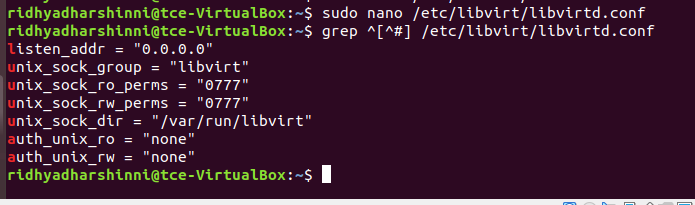 ridhyadharshinni@tce-VirtualBox:~$ sudo nano /etc/libvirt/libvirtd.conf
ridhyadharshinni@tce-VirtualBox:~$ grep ^[^#] /etc/libvirt/libvirtd.conf
listen_addr = "0.0.0.0"
unix_sock_group = "libvirt"
unix_sock_ro_perms = "0777"
unix_sock_rw_perms = "0777"
unix_sock_dir = "/var/run/libvirt"
auth_unix_ro = "none"
auth_unix_rw = "none"
ridhyadharshinni@tce-VirtualBox:~$